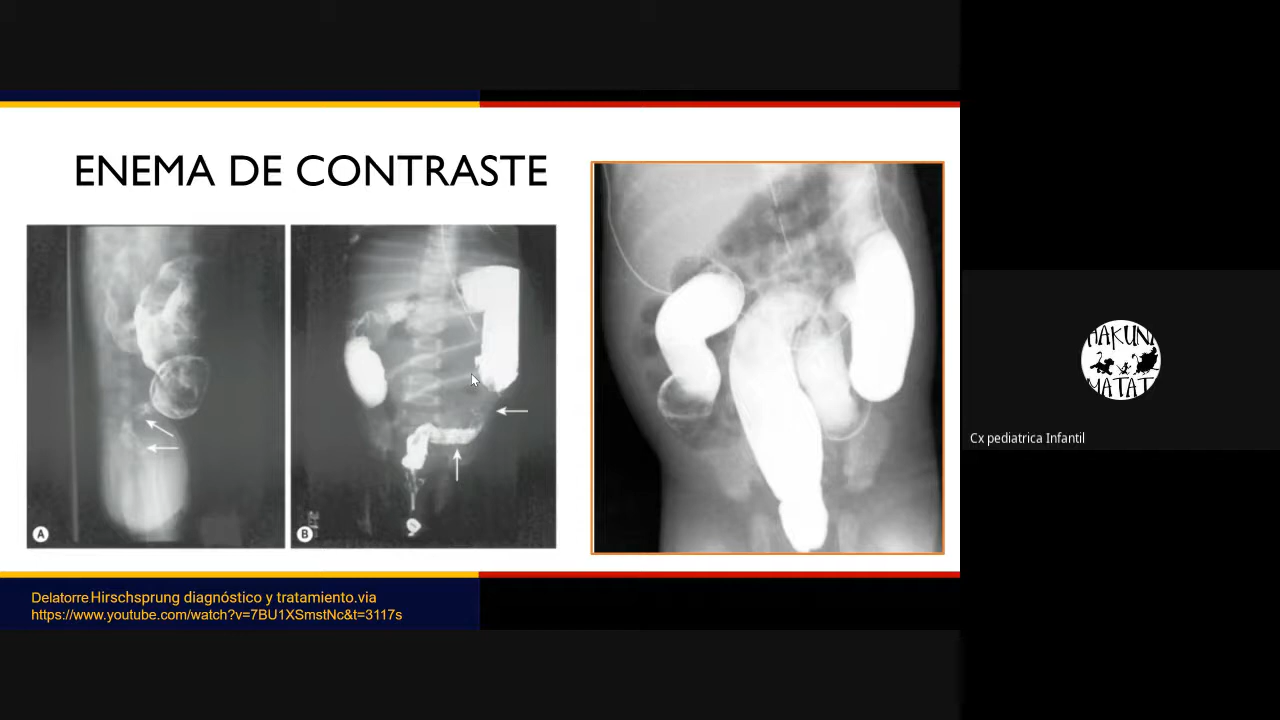 ENEMA DE CONTRASTE
A
B
Delatorre Hirschsprung diagnóstico y tratamiento.via
https://www.youtube.com/watch?v=7BU1XSmstNc&t=3117s
HAKUNA
MATAT
Cx pediatrica Infantil